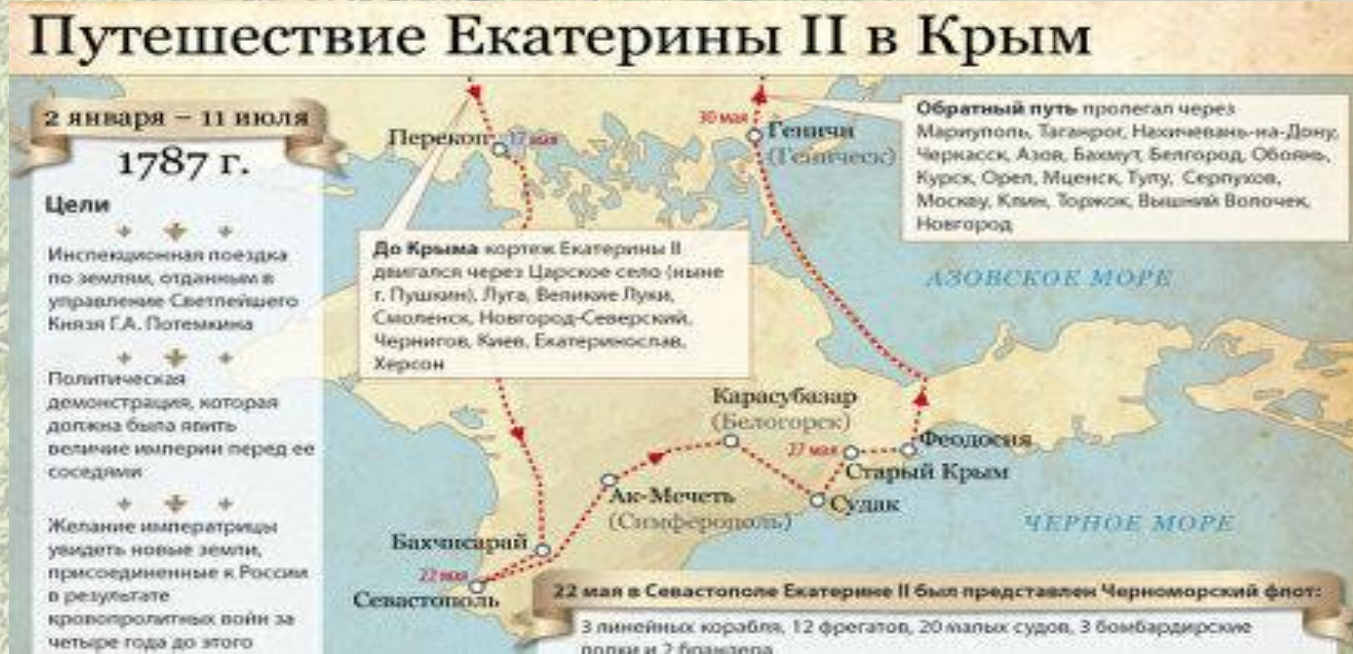 Путешествие Екатерины II в Крым
2 января – 11 июля
1787 г.
Цели
Инспекционная поездка
по землям, отданным в
управление Светлейшего
Князя Г.А. Потемкина
Политическая
демонстрация, которая
должна была явить
величие империи перед ее
соседями
Желание императрицы
увидеть новые земли,
присоединенные к России
в результате
кровопролитных войн за
четыре года до этого
Перекоп 17 мая
До Крыма кортеж Екатерины II
двигался через Царское село (ныне
г. Пушкин), Луга, Великие Луки,
Смоленск, Новгород-Северский,
Чернигов, Киев, Екатеринослав,
Херсон
30 мая
Геничи
(Геническ)
Обратный путь пролегал через
Мариуполь, Таганрог, Нахичевань-на-Дону,
Черкасск, Азов, Бахмут, Белгород, Обоянь,
Курск, Орел, Мценск, Тулу, Серпухов,
Москву, Клин, Торжок, Вышний Волочек,
Новгород
АЗОВСКОЕ МОРЕ
Карасубазар
(Белогорск)
27 мая
Феодосия
Старый Крым
Судак
Ак-Мечеть
(Симферополь)
ЧЕРНОЕ МОРЕ
Бахчисарай
22 мая
Севастополь
22 мая в Севастополе Екатерине II был представлен Черноморский флот:
3 линейных корабля, 12 фрегатов, 20 малых судов, 3 бомбардирские
лодки и 2 брандера